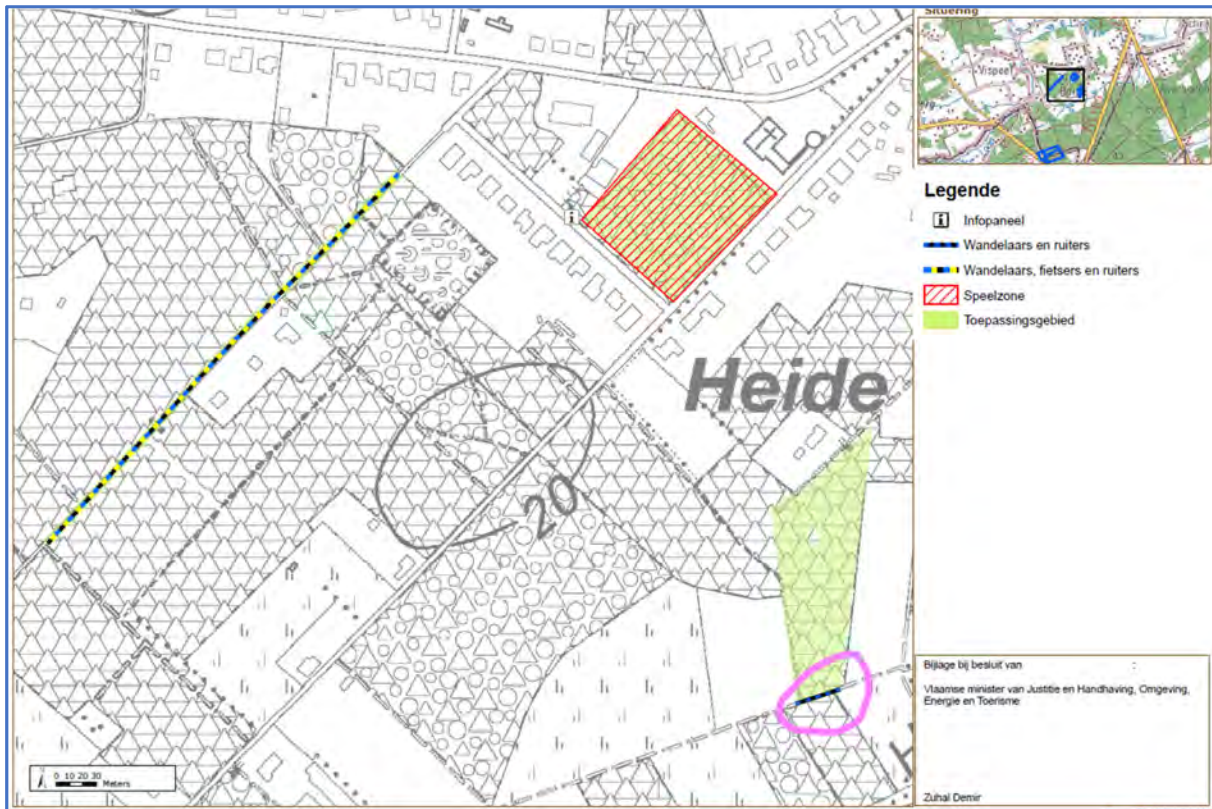 Situering
Vispeel
Legende
Infopaneel
Wandelaars en ruiters
Wandelaars, fietsers en ruiters
Speelzone
Toepassingsgebied
Heide
20
H
0 10 20 30
Meters
Bijlage bij besluit van :
Vlaamse minister van Justitie en Handhaving, Omgeving,
Energie en Toerisme
Zuhal Demir